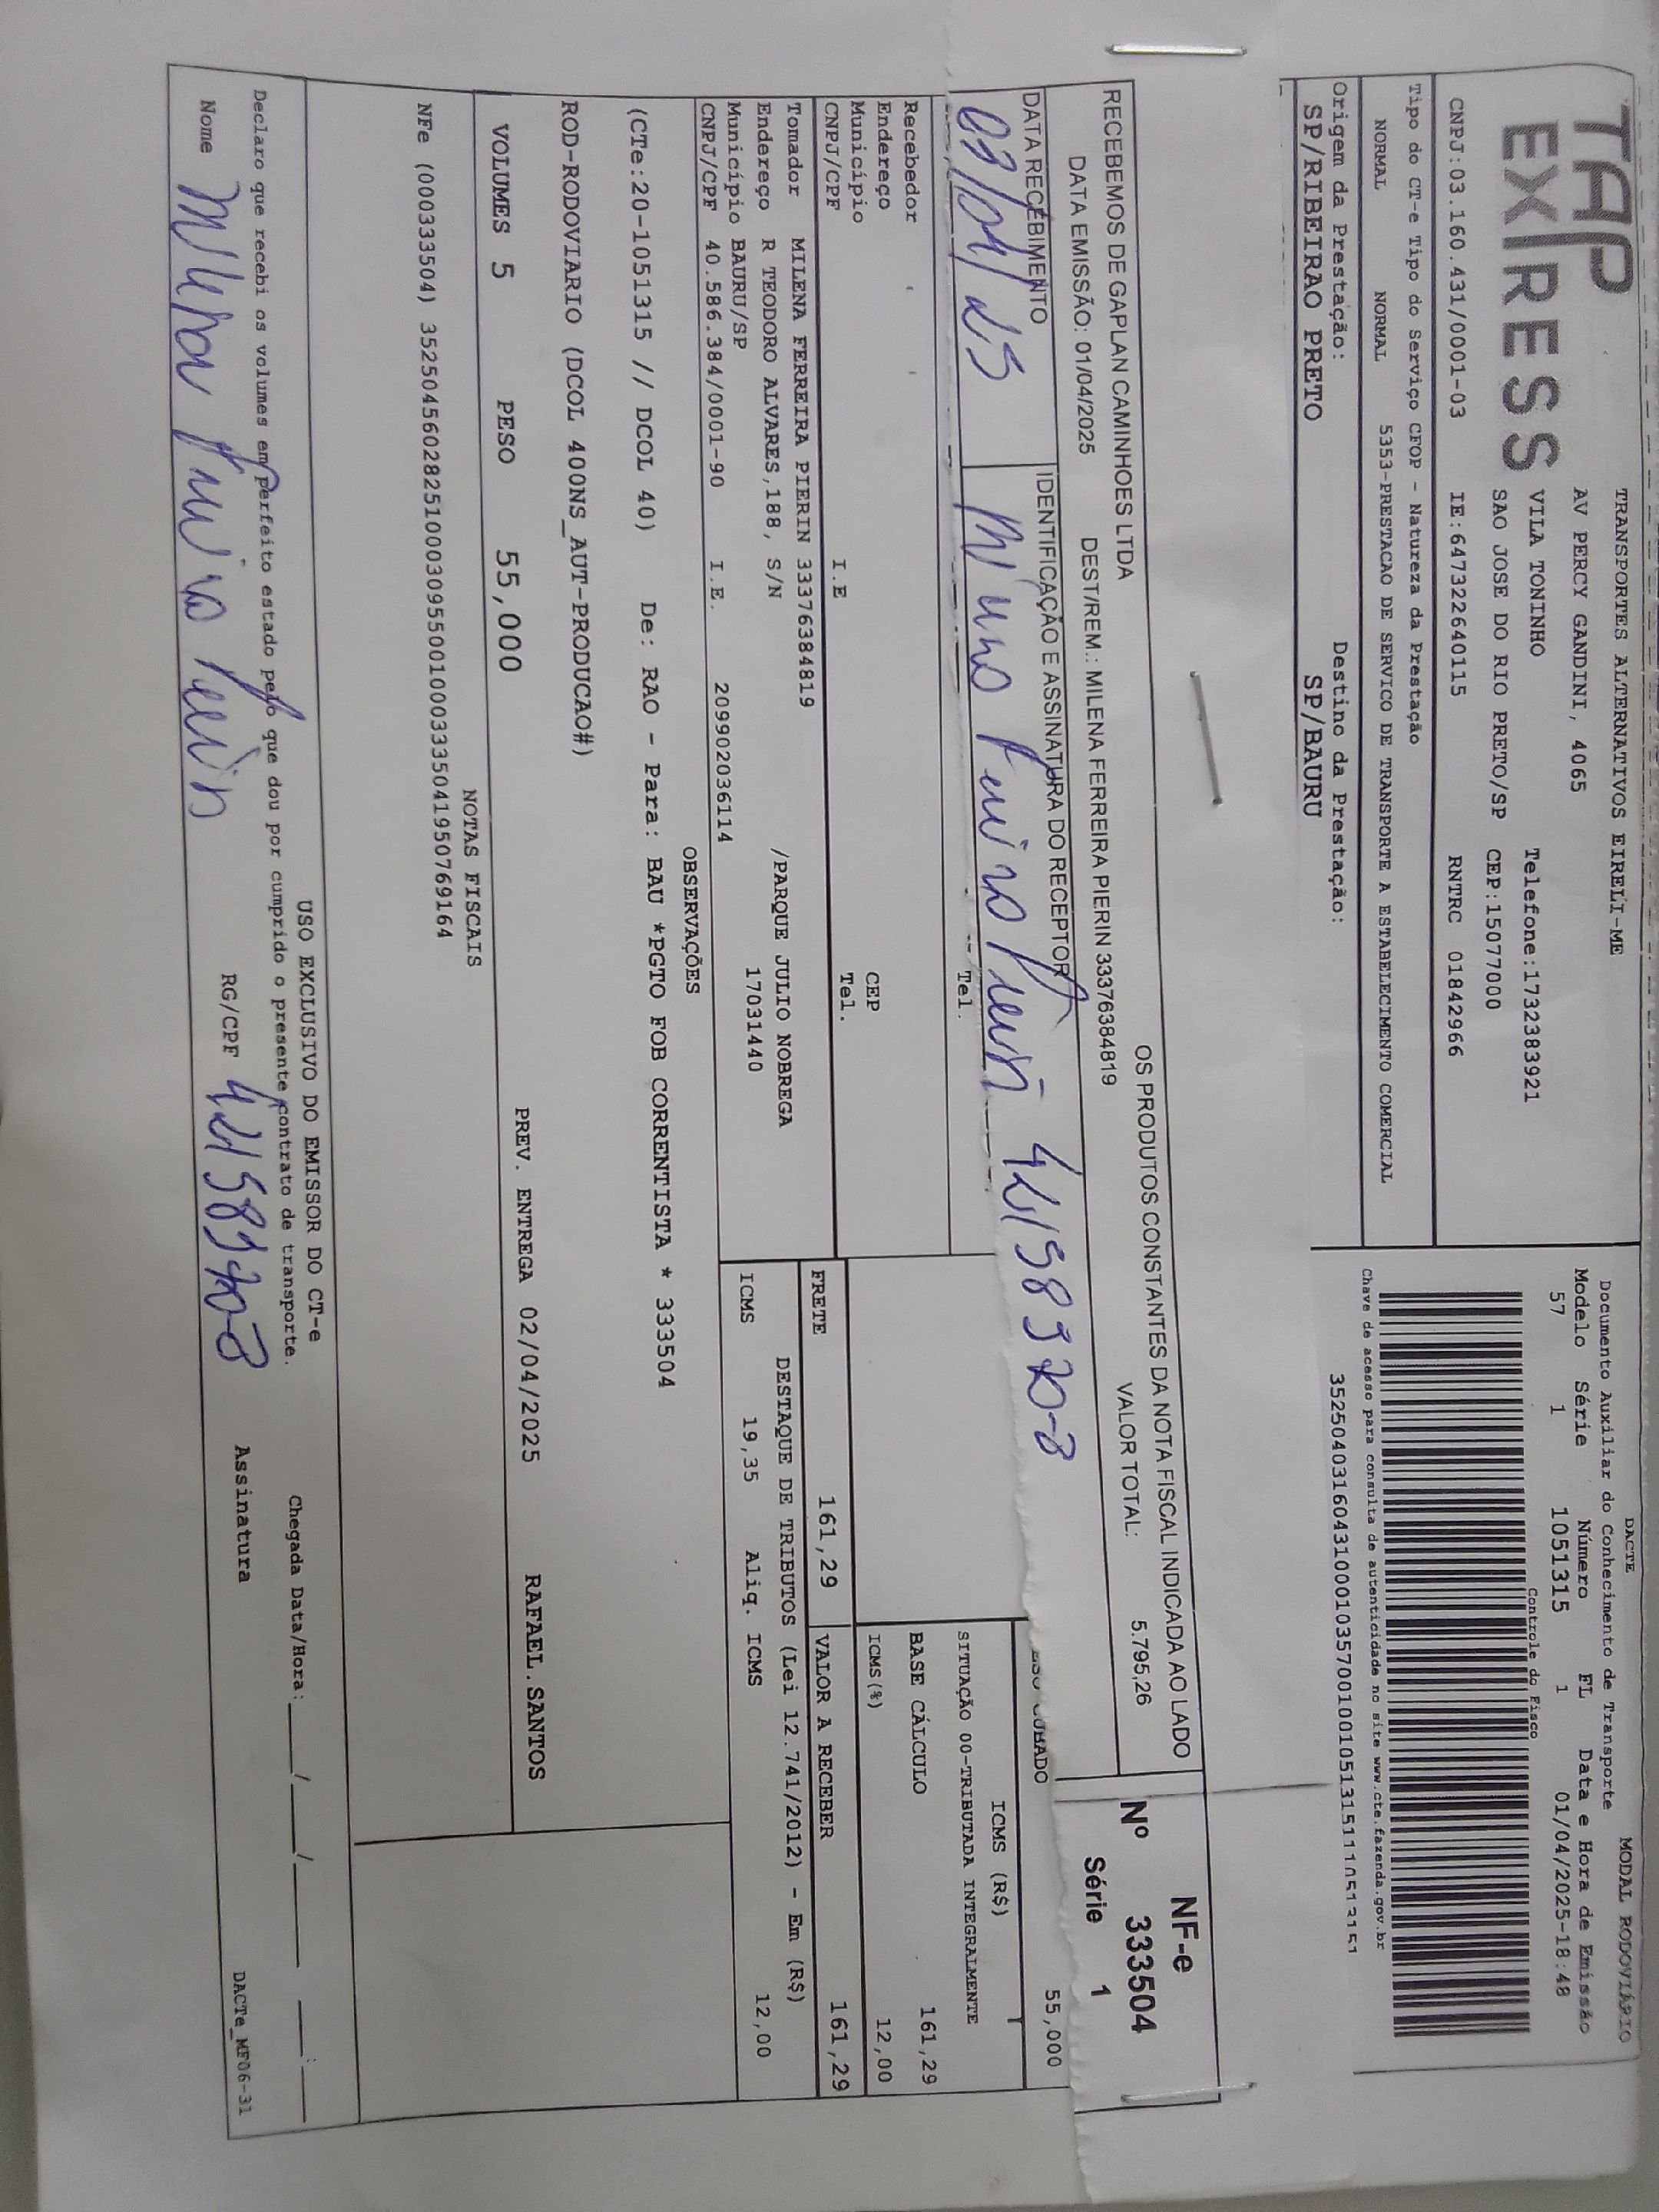 TAP
EXPRESS
TRANSPORTES ALTERNATIVOS EIRELI-ME
AV PERCY GANDINI, 4065
VILA TONINHO Telefone:1732383921
SAO JOSE DO RIO PRETO/SP CEP:15077000
CNPJ:03.160.431/0001-03 IE:647322640115 RNTRC 01842966
Tipo do CT-e Tipo do Serviço CFOP - Natureza da Prestação
NORMAL NORMAL 5353-PRESTACAO DE SERVICO DE TRANSPORTE A ESTABELECIMENTO COMERCIAL
Origem da Prestação: Destino da Prestação:
SP/RIBEIRAO PRETO SP/BAURU
DACTE MODAL RODOVIÁRIO
Documento Auxiliar do Conhecimento de Transporte
Modelo Série Número FL Data e Hora de Emissão
57 1 1051315 1 01/04/2025-18:48
Controle do Fisco
Chave de acesso para consulta de autenticidade no site www.cte.fazenda.gov.br
OS PRODUTOS CONSTANTES DA NOTA FISCAL INDICADA AO LADO
RECEBEMOS DE GAPLAN CAMINHOES LTDA VALOR TOTAL: 5.795,26
DATA EMISSÃO: 01/04/2025 DEST/REM.: MILENA FERREIRA PIERIN 33376384819
DATA RECEBIMENTO IDENTIFICAÇÃO E ASSINATURA DO RECEPTOR
NF-e
Nº 333504
Série 1
Tel.
55,000
ICMS (R$)
SITUAÇÃO 00-TRIBUTADA INTEGRALMENTE
BASE CÁLCULO 161,29
ICMS(%) 12,00
Recebedor
Endereço CEP
Município Tel.
CNPJ/CPF I.E
FRETE 161,29 VALOR A RECEBER 161,29
Tomador MILENA FERREIRA PIERIN 33376384819
Endereço R TEODORO ALVARES,188, S/N /PARQUE JULIO NOBREGA
Município BAURU/SP 17031440
CNPJ/CPF 40.586.384/0001-90 I.E. 209902036114
DESTAQUE DE TRIBUTOS (Lei 12.741/2012) - Em (R$)
ICMS 19,35 Aliq. ICMS 12,00
OBSERVAÇÕES
(CTe:20-1051315 // DCOL 40) De: RAO - Para: BAU *PGTO FOB CORRENTISTA * 333504
ROD-RODOVIARIO (DCOL 400NS_AUT-PRODUCAO#)
VOLUMES 5 PESO 55,000 PREV. ENTREGA 02/04/2025 RAFAEL.SANTOS
NOTAS FISCAIS
NFe (000333504) 35250456028251000309550010003335041950769164
USO EXCLUSIVO DO EMISSOR DO CT-e
Declaro que recebi os volumes em perfeito estado pelo que dou por cumprido o presente contrato de transporte.
Chegada Data/Hora:___/___/_____ ___:___
Nome RG/CPF Assinatura
DACTe_MF06-31